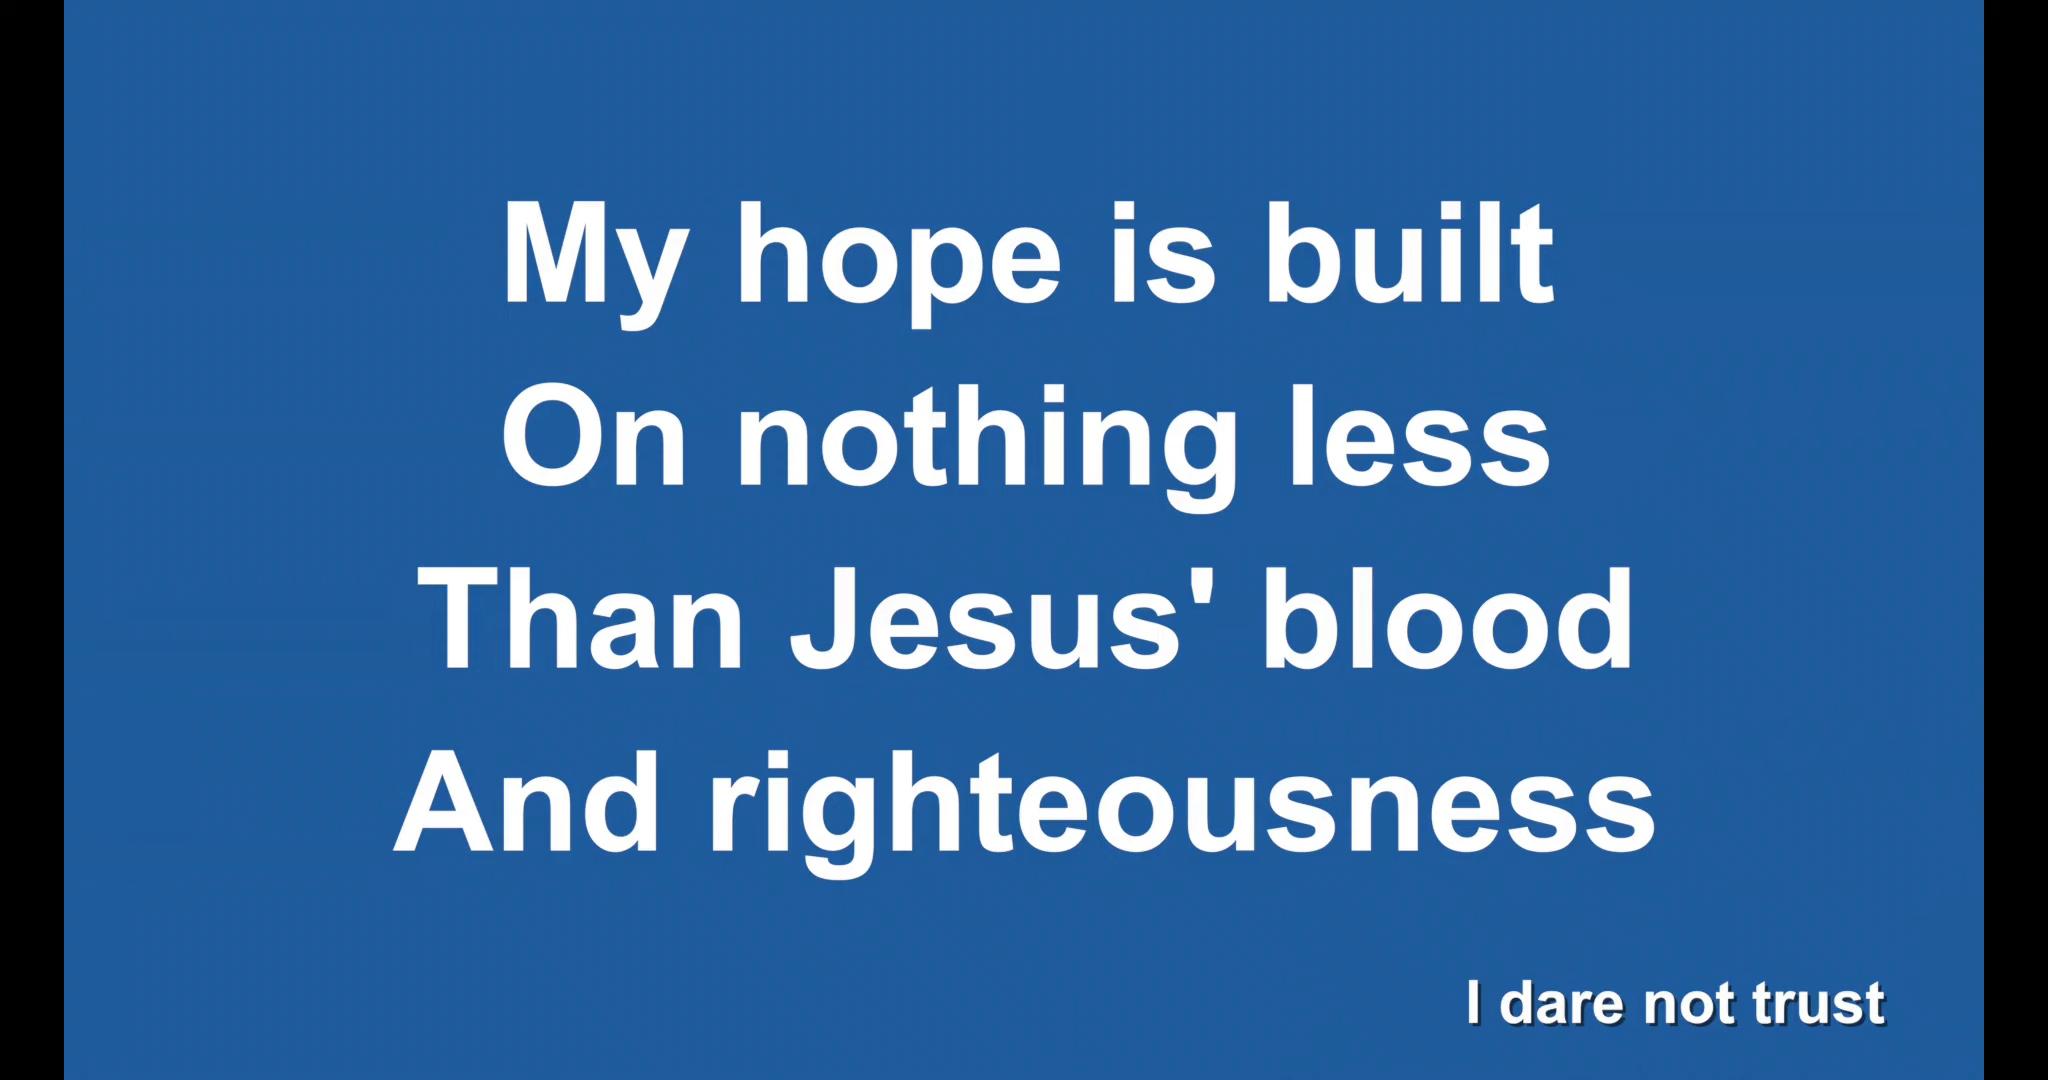 My hope is built
On nothing less
Than Jesus' blood
And righteousness
I dare not trust